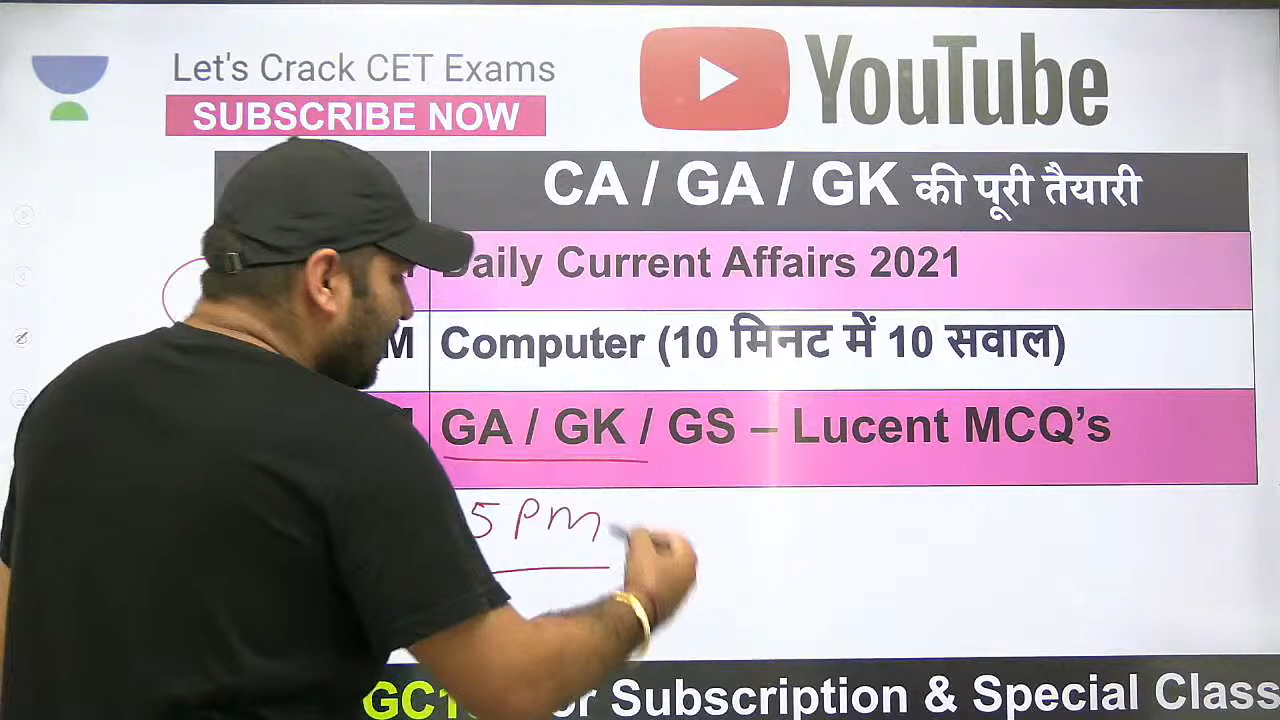 Let's Crack CET Exams
SUBSCRIBE NOW
YouTube
CA / GA / GK की पूरी तैयारी
Daily Current Affairs 2021
Computer (10 मिनट में 10 सवाल)
GA / GK / GS – Lucent MCQ's
5 PM
Subscription & Special Class